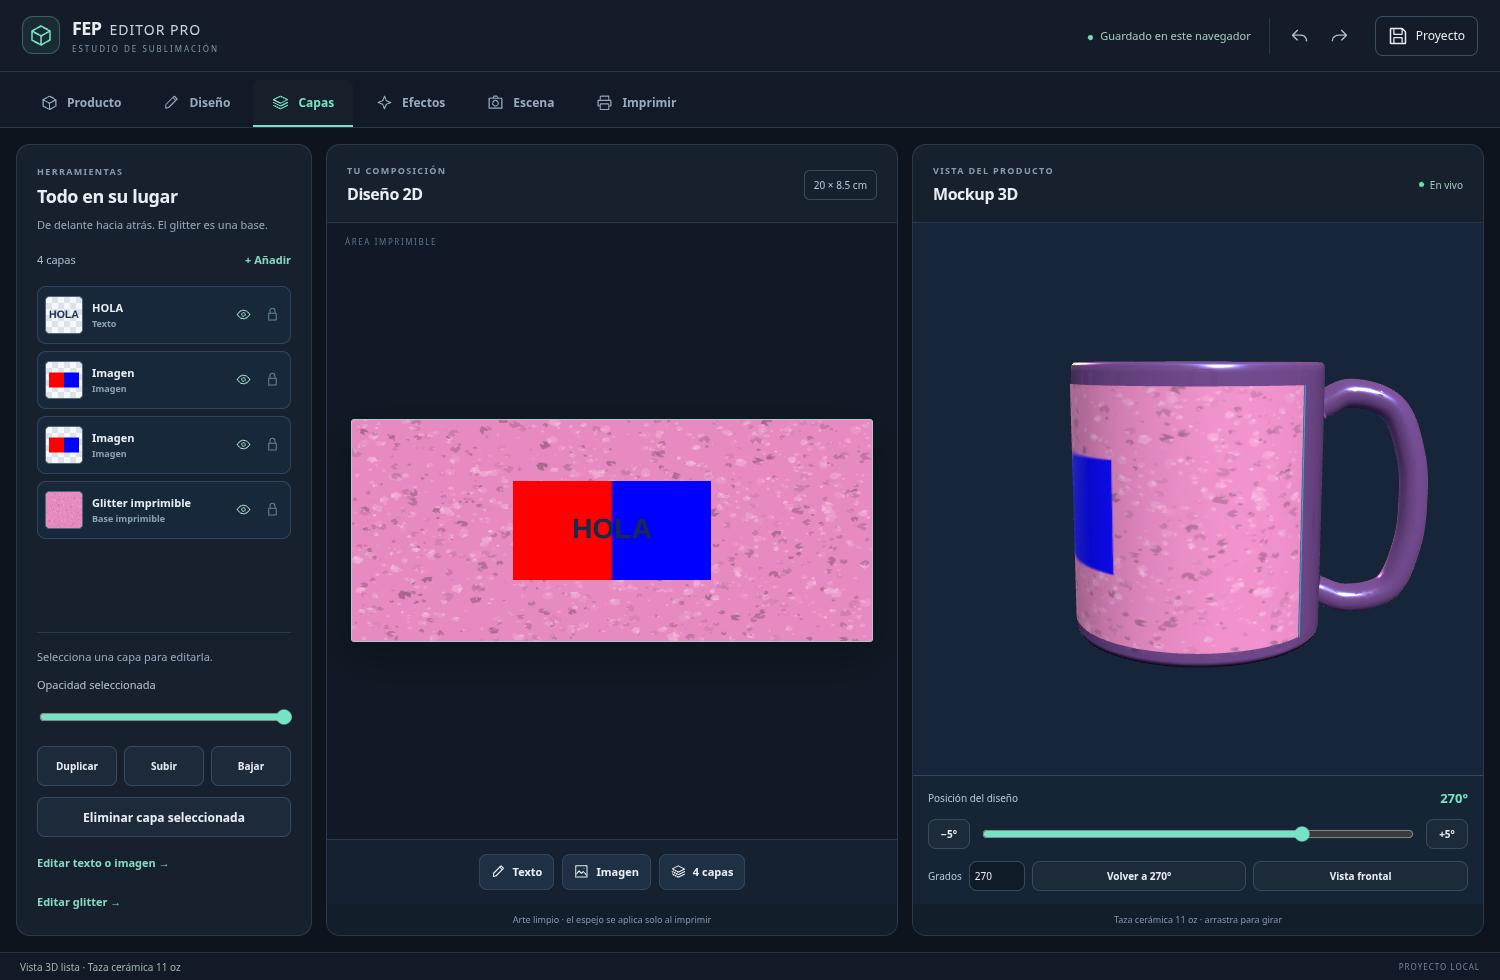 FEP EDITOR PRO
ESTUDIO DE SUBLIMACIÓN
Guardado en este navegador
Proyecto
Producto
Diseño
Capas
Efectos
Escena
Imprimir
HERRAMIENTAS
Todo en su lugar
De delante hacia atrás. El glitter es una base.
4 capas
+ Añadir
HOLA
HOLA
Texto
Imagen
Imagen
Imagen
Imagen
Glitter imprimible
Base imprimible
Selecciona una capa para editarla.
Opacidad seleccionada
Duplicar
Subir
Bajar
Eliminar capa seleccionada
Editar texto o imagen →
Editar glitter →
TU COMPOSICIÓN
Diseño 2D
20 × 8.5 cm
ÁREA IMPRIMIBLE
HOLA
Texto
Imagen
4 capas
Arte limpio · el espejo se aplica solo al imprimir
VISTA DEL PRODUCTO
Mockup 3D
En vivo
Posición del diseño
270°
−5°
+5°
Grados
270
Volver a 270°
Vista frontal
Taza cerámica 11 oz · arrastra para girar
Vista 3D lista · Taza cerámica 11 oz
PROYECTO LOCAL